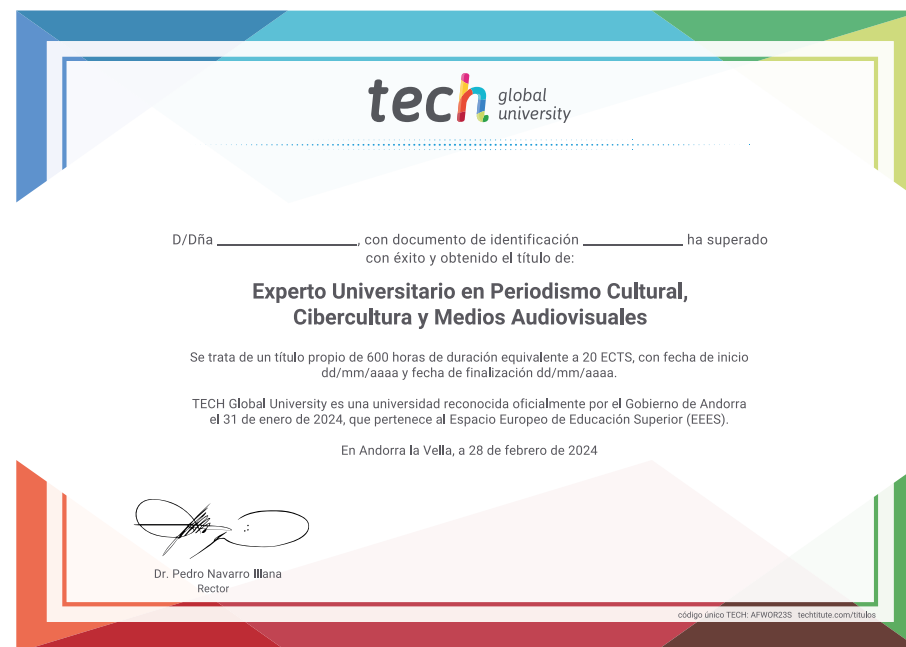 tech global university
D/Dña ____________________, con documento de identificación ______________ ha superado
con éxito y obtenido el título de:
Experto Universitario en Periodismo Cultural,
Cibercultura y Medios Audiovisuales
Se trata de un título propio de 600 horas de duración equivalente a 20 ECTS, con fecha de inicio
dd/mm/aaaa y fecha de finalización dd/mm/aaaa.
TECH Global University es una universidad reconocida oficialmente por el Gobierno de Andorra
el 31 de enero de 2024, que pertenece al Espacio Europeo de Educación Superior (EEES).
En Andorra la Vella, a 28 de febrero de 2024
Dr. Pedro Navarro Illana
Rector
código único TECH: AFWOR23S techtitute.com/titulos